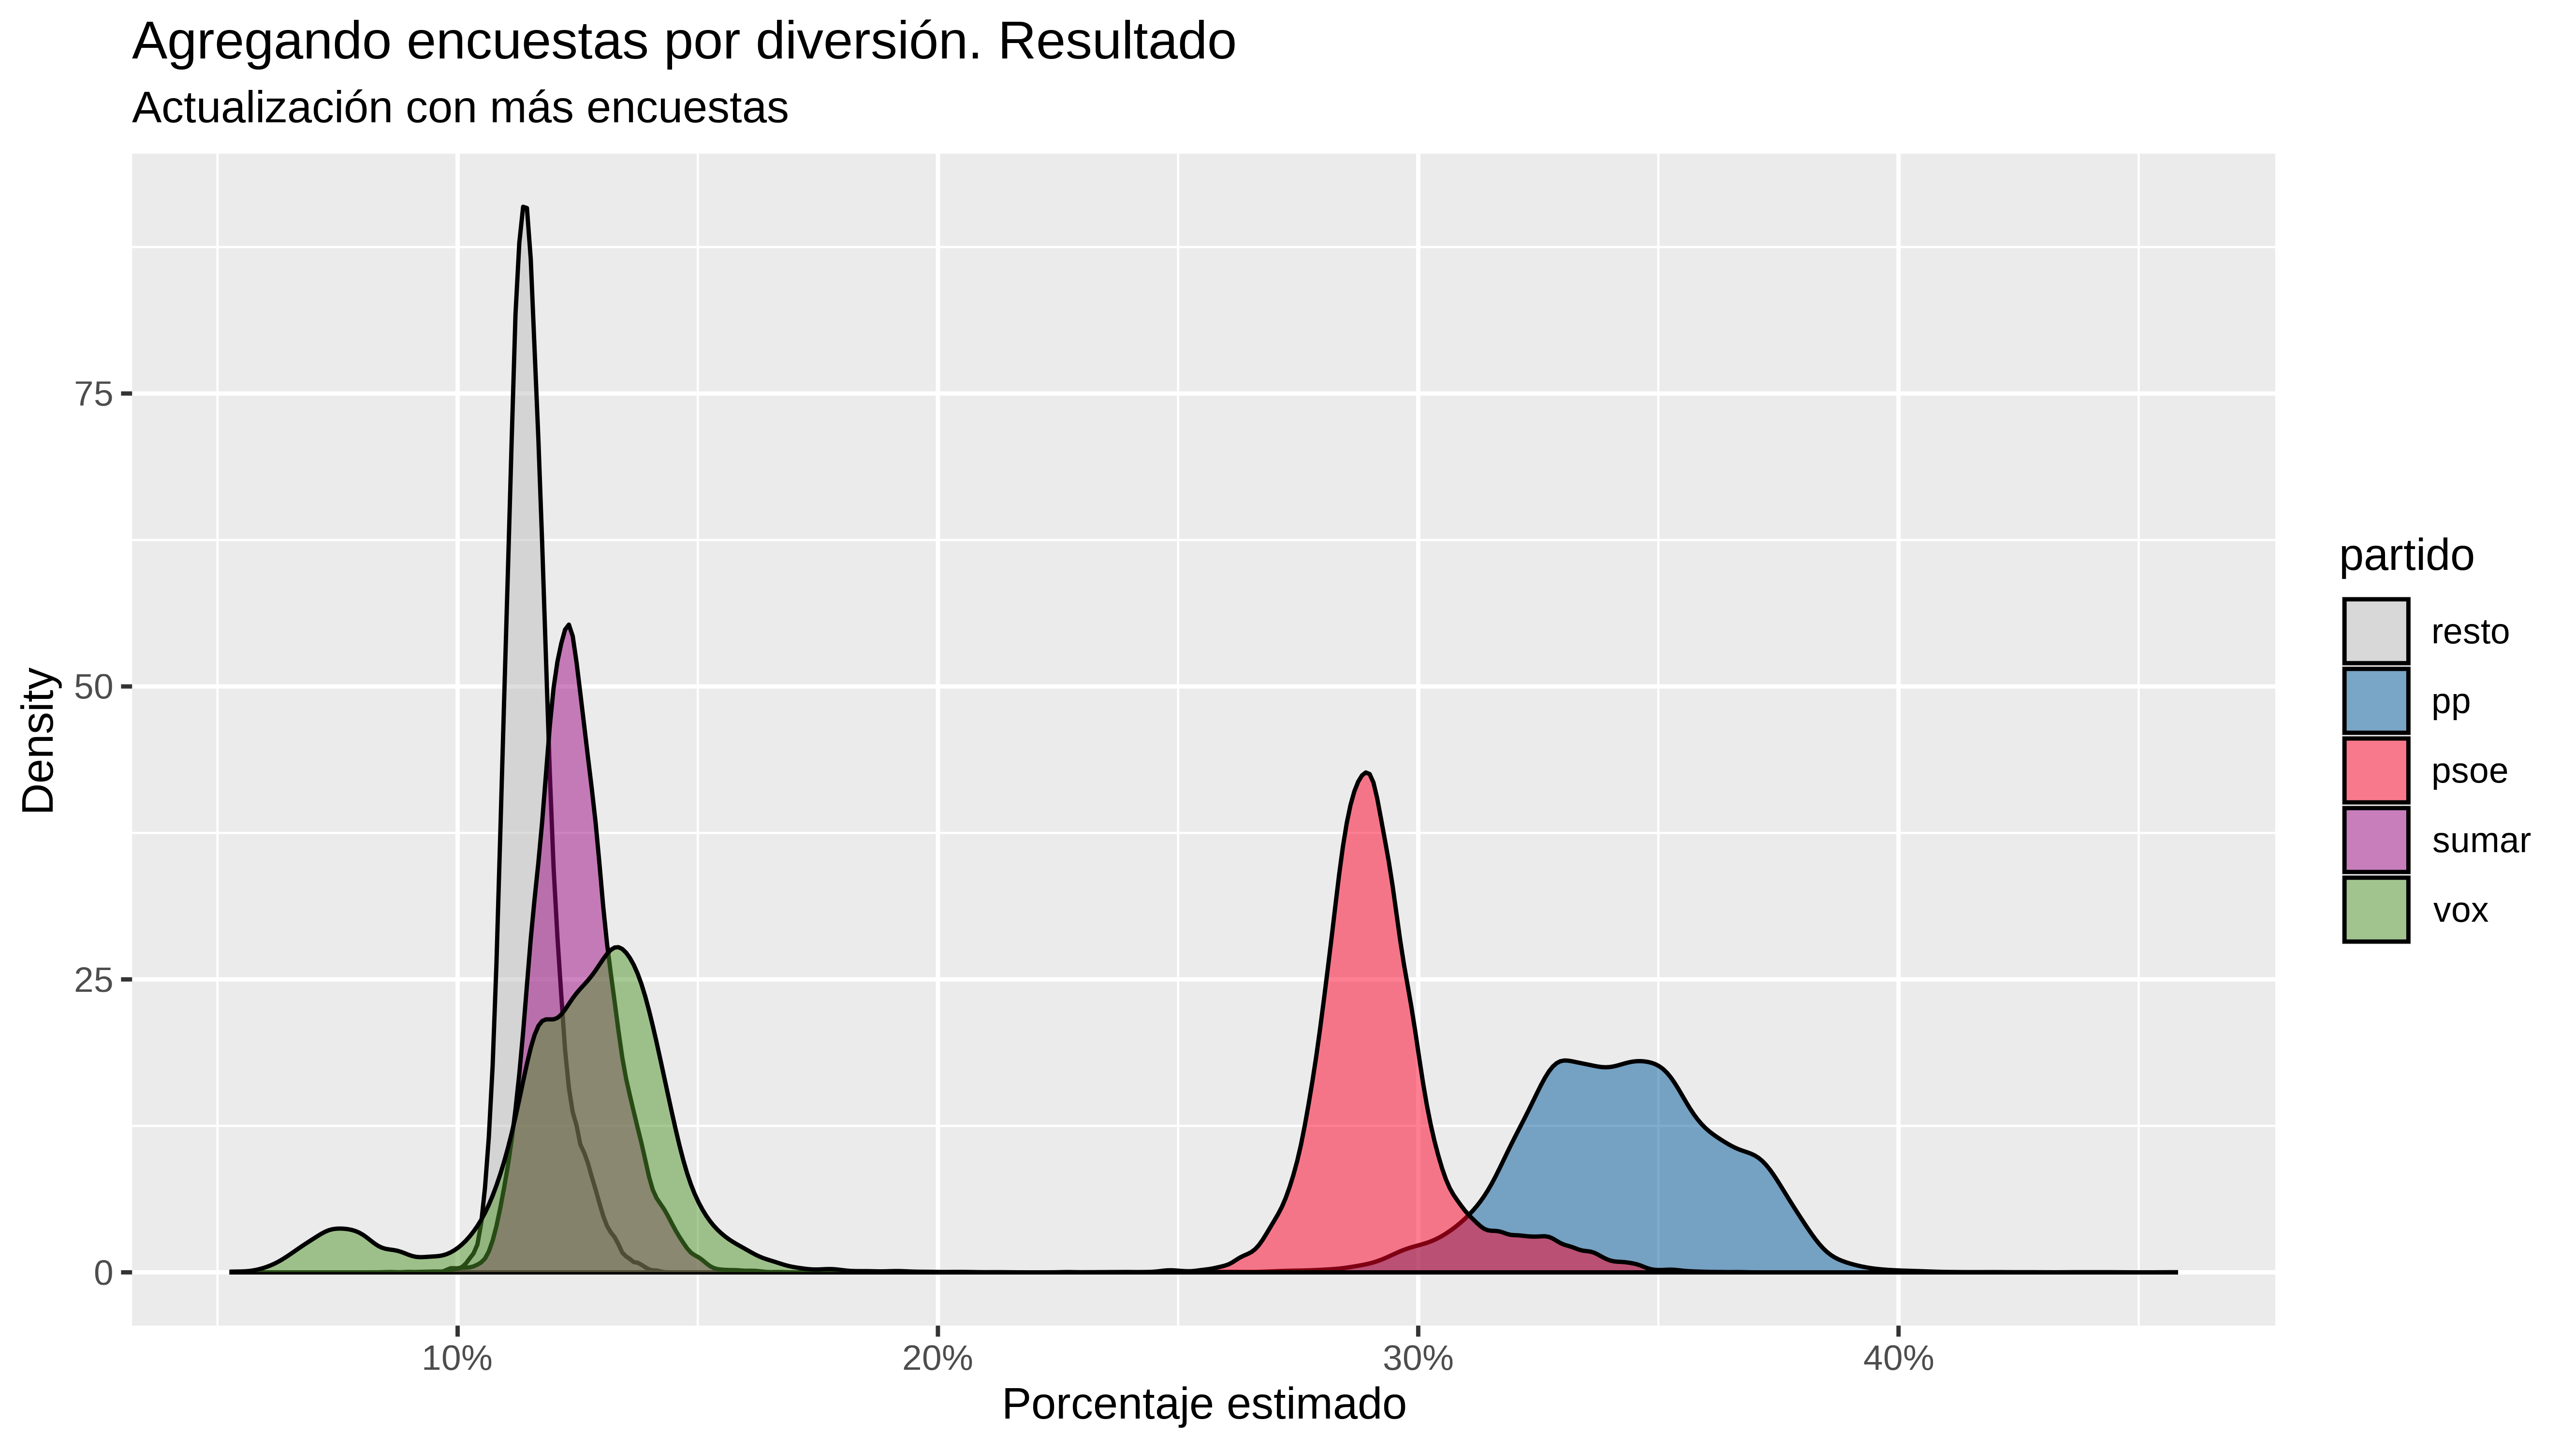 Agregando encuestas por diversión. Resultado
Actualización con más encuestas
Density
75
50
25
0
10%
20%
30%
40%
Porcentaje estimado
partido
resto
pp
psoe
sumar
vox